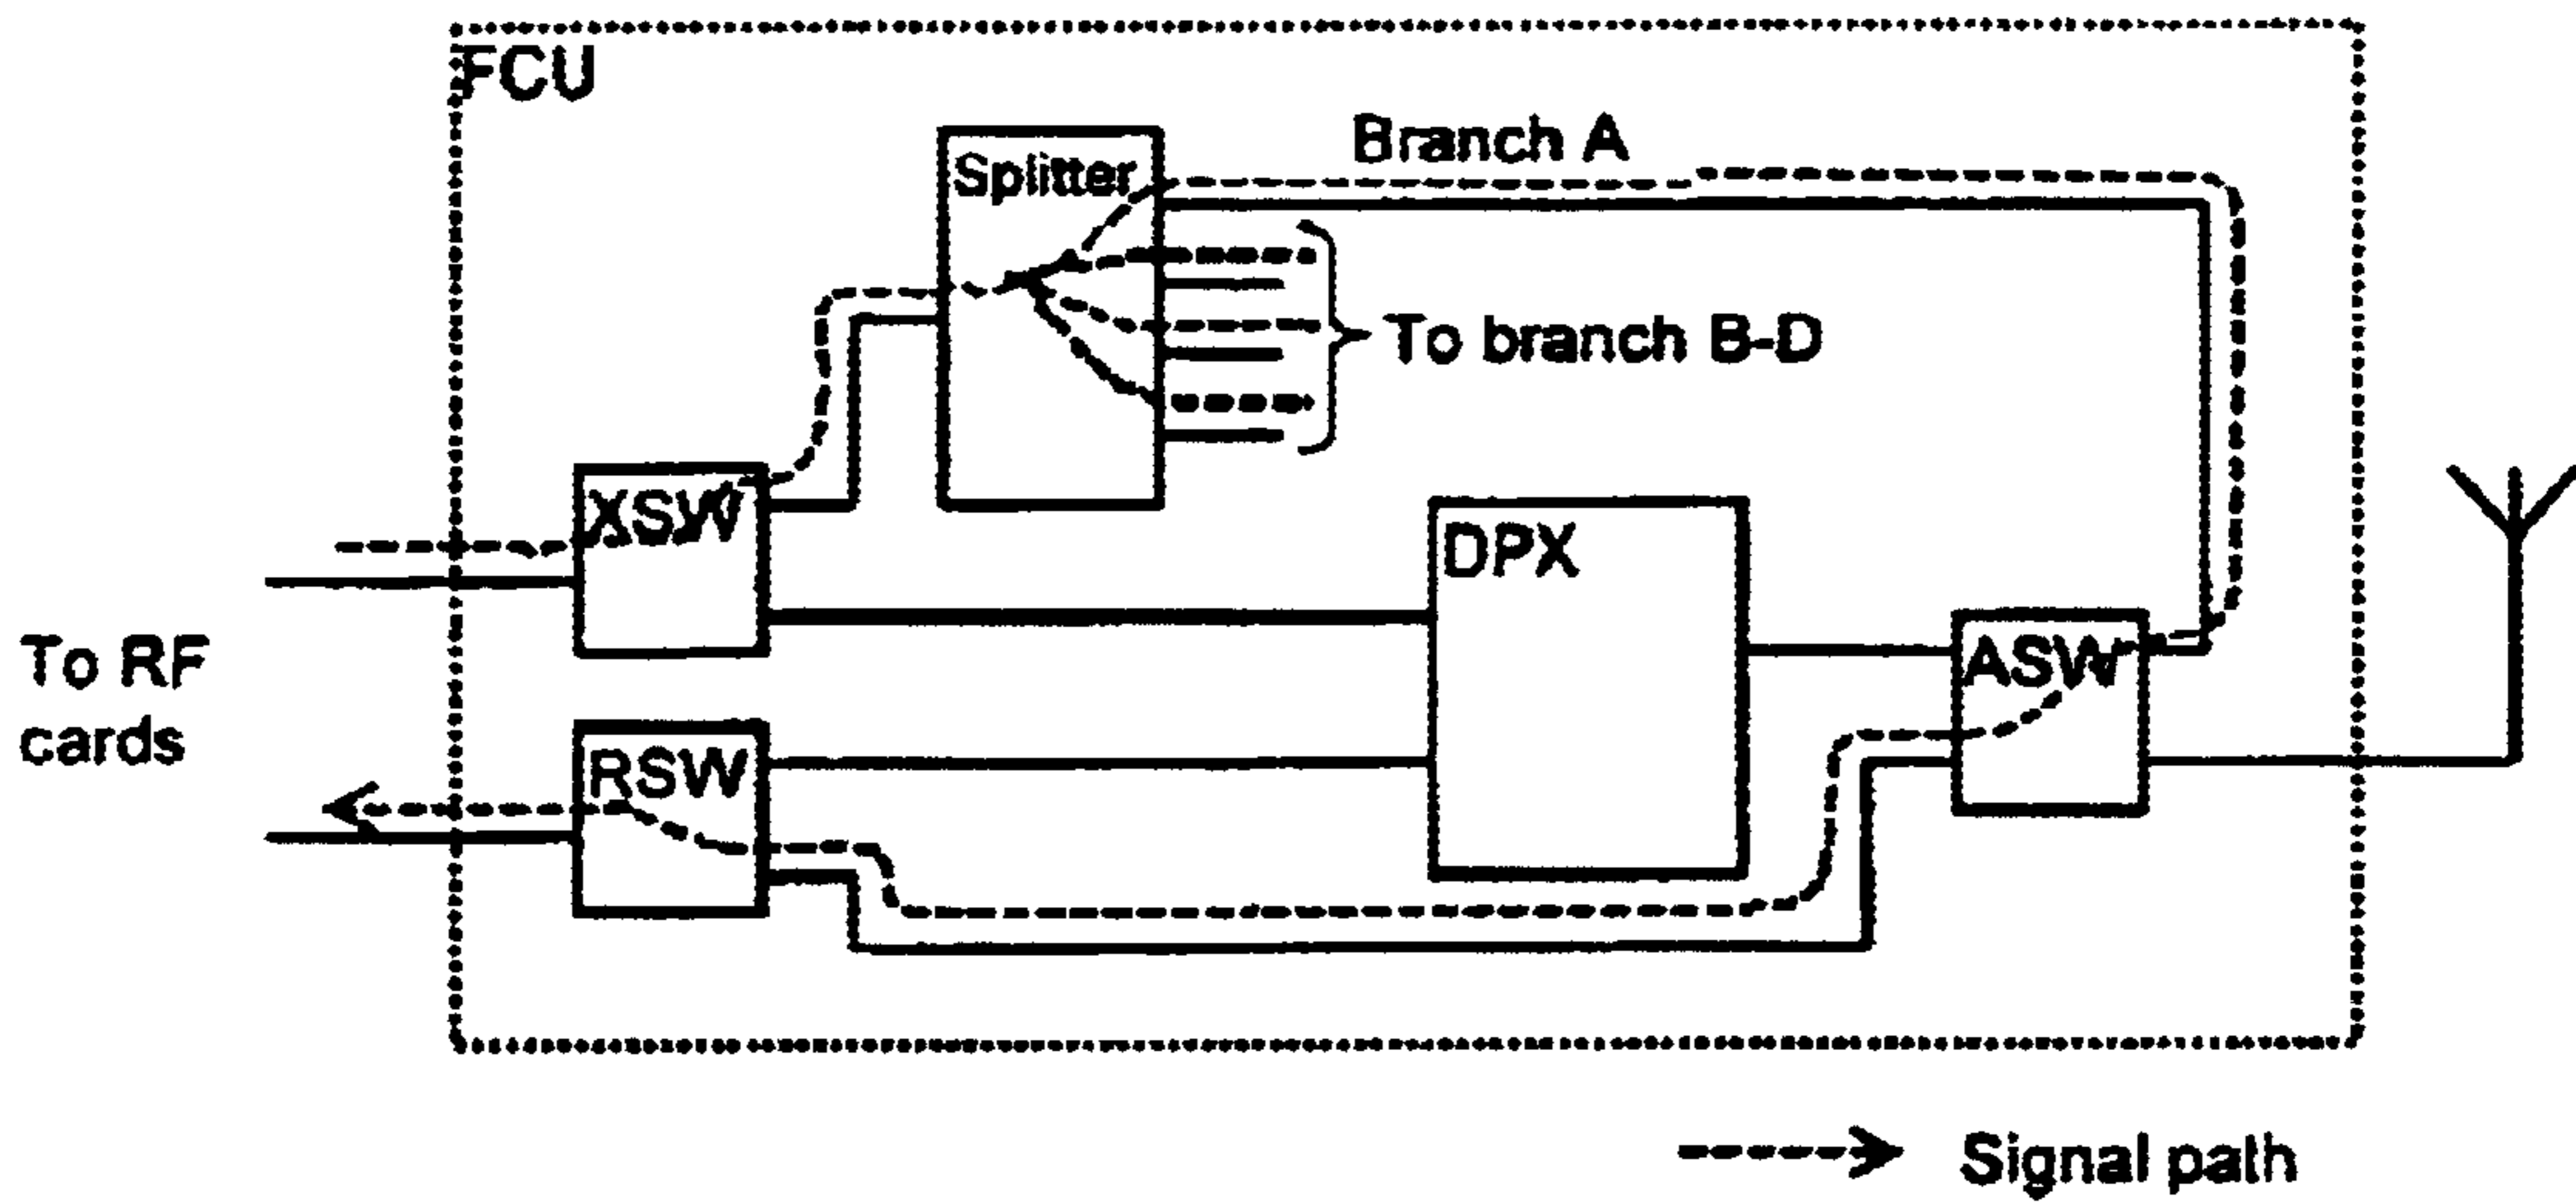 FCU
Splitter
Branch A
To branch B-D
XSW
DPX
To RF
cards
ASW
RSW
Signal path